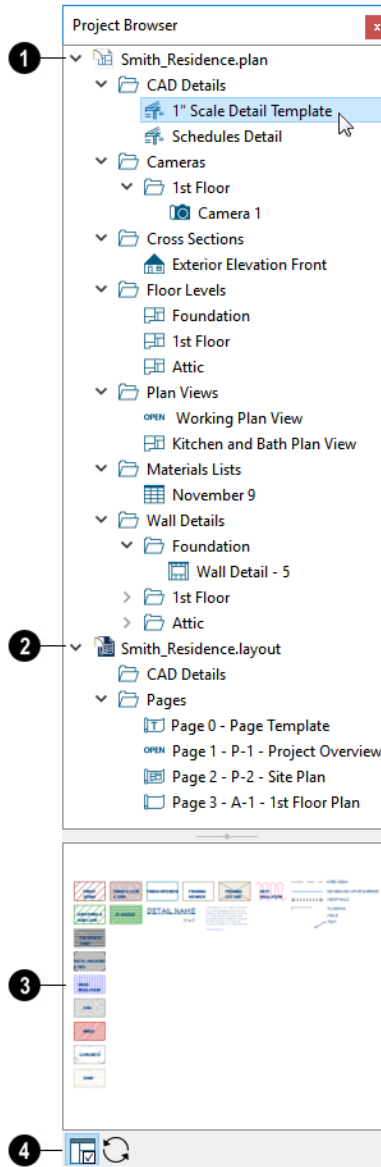 Project Browser
x
1
Smith_Residence.plan
CAD Details
1" Scale Detail Template
Schedules Detail
Cameras
1st Floor
Camera 1
Cross Sections
Exterior Elevation Front
Floor Levels
Foundation
1st Floor
Attic
Plan Views
OPEN Working Plan View
Kitchen and Bath Plan View
Materials Lists
November 9
Wall Details
Foundation
Wall Detail - 5
1st Floor
Attic
2
Smith_Residence.layout
CAD Details
Pages
T Page 0 - Page Template
OPEN Page 1 - P-1 - Project Overview
Page 2 - P-2 - Site Plan
Page 3 - A-1 - 1st Floor Plan
DETAIL NAME
3
4